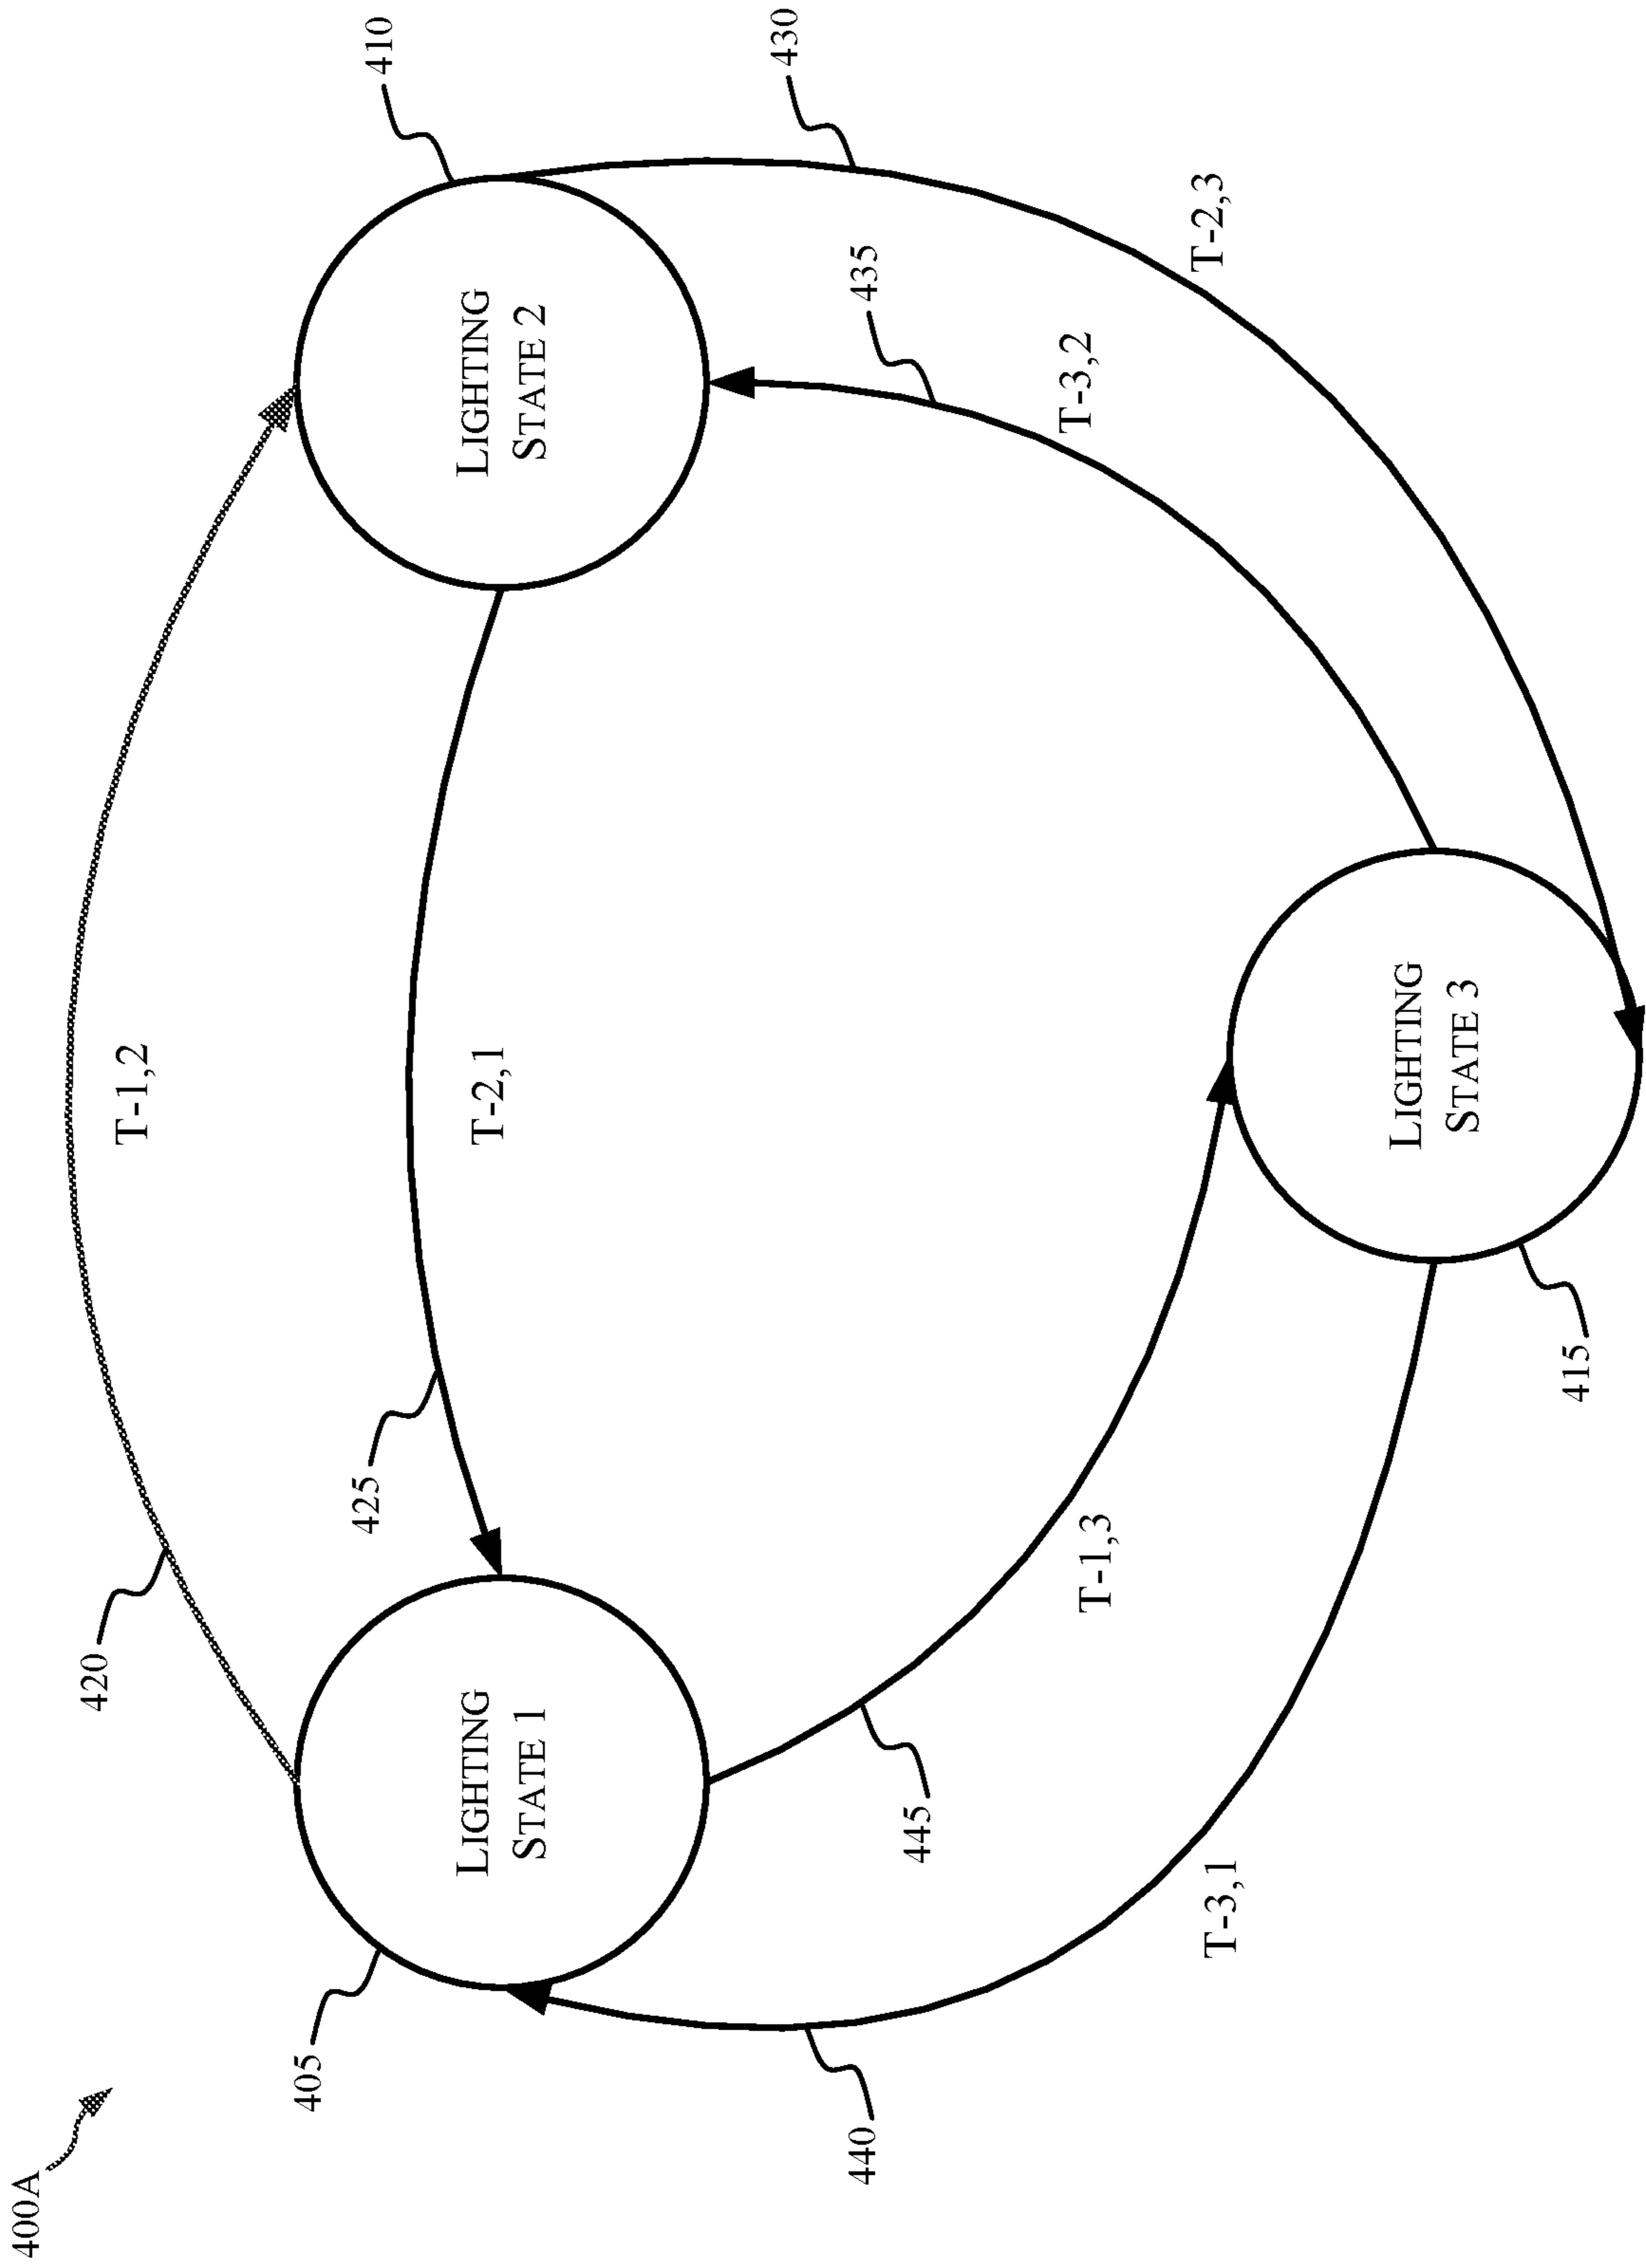 400A
420
T-1,2
405
LIGHTING
STATE 1
425
T-2,1
LIGHTING
STATE 2
410
440
445
T-1,3
T-3,1
435
T-3,2
430
T-2,3
LIGHTING
STATE 3
415